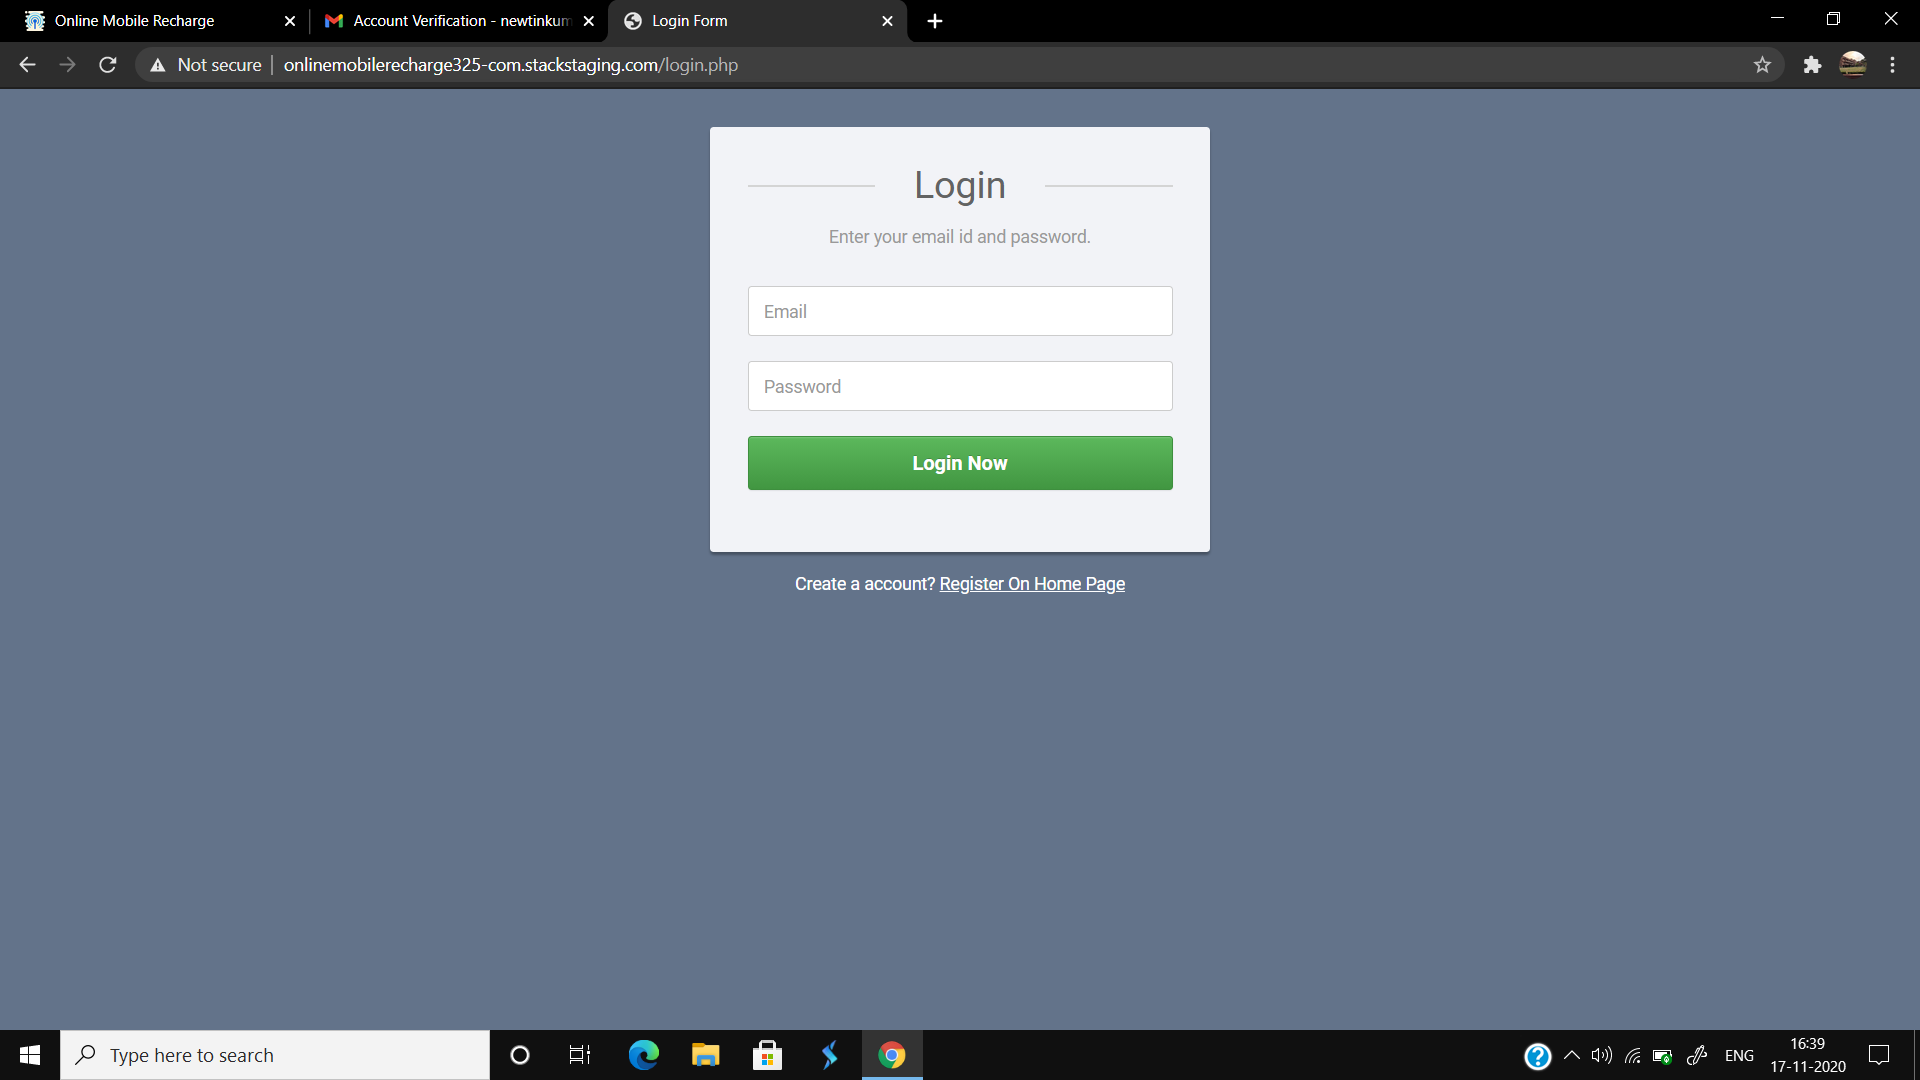 Online Mobile Recharge
Account Verification - newtinkum
Login Form
Not secure
onlinemobilerecharge325-com.stackstaging.com/login.php
Login
Enter your email id and password.
Email
Password
Login Now
Create a account? Register On Home Page
Type here to search
ENG
16:39
17-11-2020